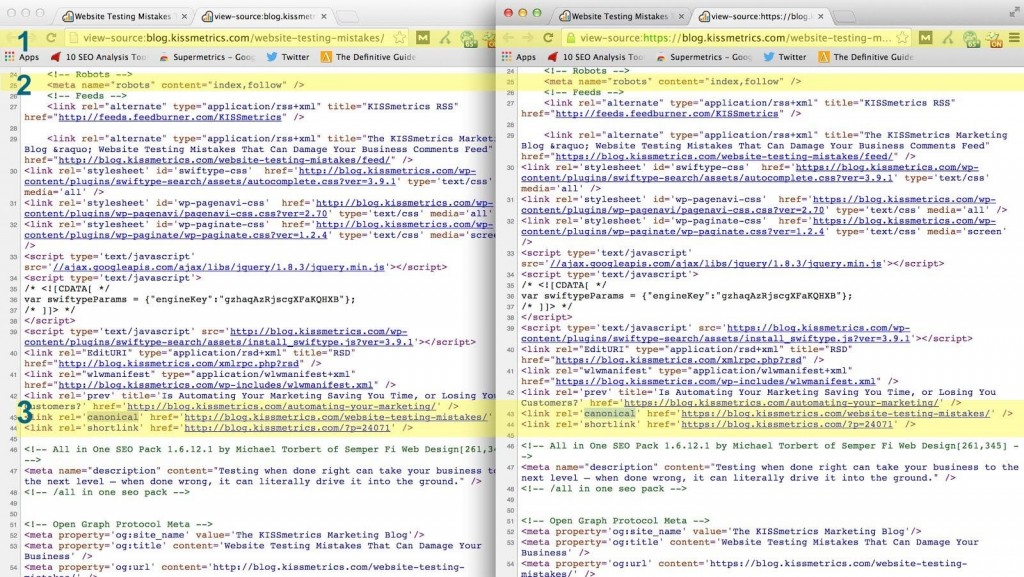 Website Testing Mistakes T
view-source:blog.kissmetrics
1
view-source:blog.kissmetrics.com/website-testing-mistakes/
Apps 10 SEO Analysis Too Supermetrics - Goog Twitter The Definitive Guide
2
24 <!-- Robots -->
25 <meta name="robots" content="index,follow" />
26 <!-- Feeds -->
27 <link rel="alternate" type="application/rss+xml" title="KISSmetrics RSS"
href="http://feeds.feedburner.com/KISSmetrics" />
<link rel="alternate" type="application/rss+xml" title="The KISSmetrics Marketi
Blog &raquo; Website Testing Mistakes That Can Damage Your Business Comments Feed"
href="http://blog.kissmetrics.com/website-testing-mistakes/feed/" />
30 <link rel='stylesheet' id='swiftype-css' href='http://blog.kissmetrics.com/wp-
content/plugins/swiftype-search/assets/autocomplete.css?ver=3.9.1' type='text/css'
media='all' />
31 <link rel='stylesheet' id='wp-pagenavi-css' href='http://blog.kissmetrics.com/wp-
content/plugins/wp-pagenavi/pagenavi-css.css?ver=2.70' type='text/css' media='all'
32 <link rel='stylesheet' id='wp-paginate-css' href='http://blog.kissmetrics.com/wp-
content/plugins/wp-paginate/wp-paginate.css?ver=1.2.4' type='text/css' media='scree
/>
33 <script type='text/javascript'
src='//ajax.googleapis.com/ajax/libs/jquery/1.8.3/jquery.min.js'></script>
34 <script type='text/javascript'>
35 /* <![CDATA[ */
36 var swiftypeParams = {"engineKey":"gzhaqAzRjscgXFaKQHXB"};
37 /* ]]> */
38 </script>
39 <script type='text/javascript' src='http://blog.kissmetrics.com/wp-
content/plugins/swiftype-search/assets/install_swiftype.js?ver=3.9.1'></script>
40 <link rel="EditURI" type="application/rsd+xml" title="RSD"
href="http://blog.kissmetrics.com/xmlrpc.php?rsd" />
41 <link rel="wlwmanifest" type="application/wlwmanifest+xml"
href="http://blog.kissmetrics.com/wp-includes/wlwmanifest.xml" />
42 <link rel='prev' title='Is Automating Your Marketing Saving You Time, or Losing You
Customers?' href='http://blog.kissmetrics.com/automating-your-marketing/' />
3
<link rel='canonical' href='http://blog.kissmetrics.com/website-testing-mistakes/'
44 <link rel='shortlink' href='http://blog.kissmetrics.com/?p=24071' />
46 <!-- All in One SEO Pack 1.6.12.1 by Michael Torbert of Semper Fi Web Design[261,34
-->
47 <meta name="description" content="Testing when done right can take your business to
the next level – when done wrong, it can literally drive it into the ground." />
48 <!-- /all in one seo pack -->
49
50
51 <!-- Open Graph Protocol Meta -->
52 <meta property='og:site_name' value='The KISSmetrics Marketing Blog'/>
53 <meta property='og:title' content='Website Testing Mistakes That Can Damage Your
Business' />
54 <meta property='og:url' content='http://blog.kissmetrics.com/website-testing-
mistakes/' />
Website Testing Mistakes T
view-source:https://blog.
view-source:https://blog.kissmetrics.com/website-testing-m...
Apps 10 SEO Analysis Too Supermetrics - Goog Twitter The Definitive Guide
24 <!-- Robots -->
25 <meta name="robots" content="index,follow" />
26 <!-- Feeds -->
27 <link rel="alternate" type="application/rss+xml" title="KISSmetrics RSS"
href="http://feeds.feedburner.com/KISSmetrics" />
28
29 <link rel="alternate" type="application/rss+xml" title="The KISSmetrics Marketing
Blog &raquo; Website Testing Mistakes That Can Damage Your Business Comments Feed"
href="https://blog.kissmetrics.com/website-testing-mistakes/feed/" />
30 <link rel='stylesheet' id='swiftype-css' href='https://blog.kissmetrics.com/wp-
content/plugins/swiftype-search/assets/autocomplete.css?ver=3.9.1' type='text/css'
media='all' />
31 <link rel='stylesheet' id='wp-pagenavi-css' href='https://blog.kissmetrics.com/wp-
content/plugins/wp-pagenavi/pagenavi-css.css?ver=2.70' type='text/css' media='all' />
32 <link rel='stylesheet' id='wp-paginate-css' href='https://blog.kissmetrics.com/wp-
content/plugins/wp-paginate/wp-paginate.css?ver=1.2.4' type='text/css' media='screen'
/>
33 <script type='text/javascript'
src='//ajax.googleapis.com/ajax/libs/jquery/1.8.3/jquery.min.js'></script>
34 <script type='text/javascript'>
35 /* <![CDATA[ */
36 var swiftypeParams = {"engineKey":"gzhaqAzRjscgXFaKQHXB"};
37 /* ]]> */
38 </script>
39 <script type='text/javascript' src='https://blog.kissmetrics.com/wp-
content/plugins/swiftype-search/assets/install_swiftype.js?ver=3.9.1'></script>
40 <link rel="EditURI" type="application/rsd+xml" title="RSD"
href="https://blog.kissmetrics.com/xmlrpc.php?rsd" />
41 <link rel="wlwmanifest" type="application/wlwmanifest+xml"
href="https://blog.kissmetrics.com/wp-includes/wlwmanifest.xml" />
42 <link rel='prev' title='Is Automating Your Marketing Saving You Time, or Losing You
Customers?' href='https://blog.kissmetrics.com/automating-your-marketing/' />
43 <link rel='canonical' href='https://blog.kissmetrics.com/website-testing-mistakes/' />
44 <link rel='shortlink' href='https://blog.kissmetrics.com/?p=24071' />
45
46 <!-- All in One SEO Pack 1.6.12.1 by Michael Torbert of Semper Fi Web Design[261,345] -
->
47 <meta name="description" content="Testing when done right can take your business to the
next level – when done wrong, it can literally drive it into the ground." />
48 <!-- /all in one seo pack -->
49
50
51 <!-- Open Graph Protocol Meta -->
52 <meta property='og:site_name' value='The KISSmetrics Marketing Blog'/>
53 <meta property='og:title' content='Website Testing Mistakes That Can Damage Your
Business' />
54 <meta property='og:url' content='https://blog.kissmetrics.com/website-testing-
mistakes/' />